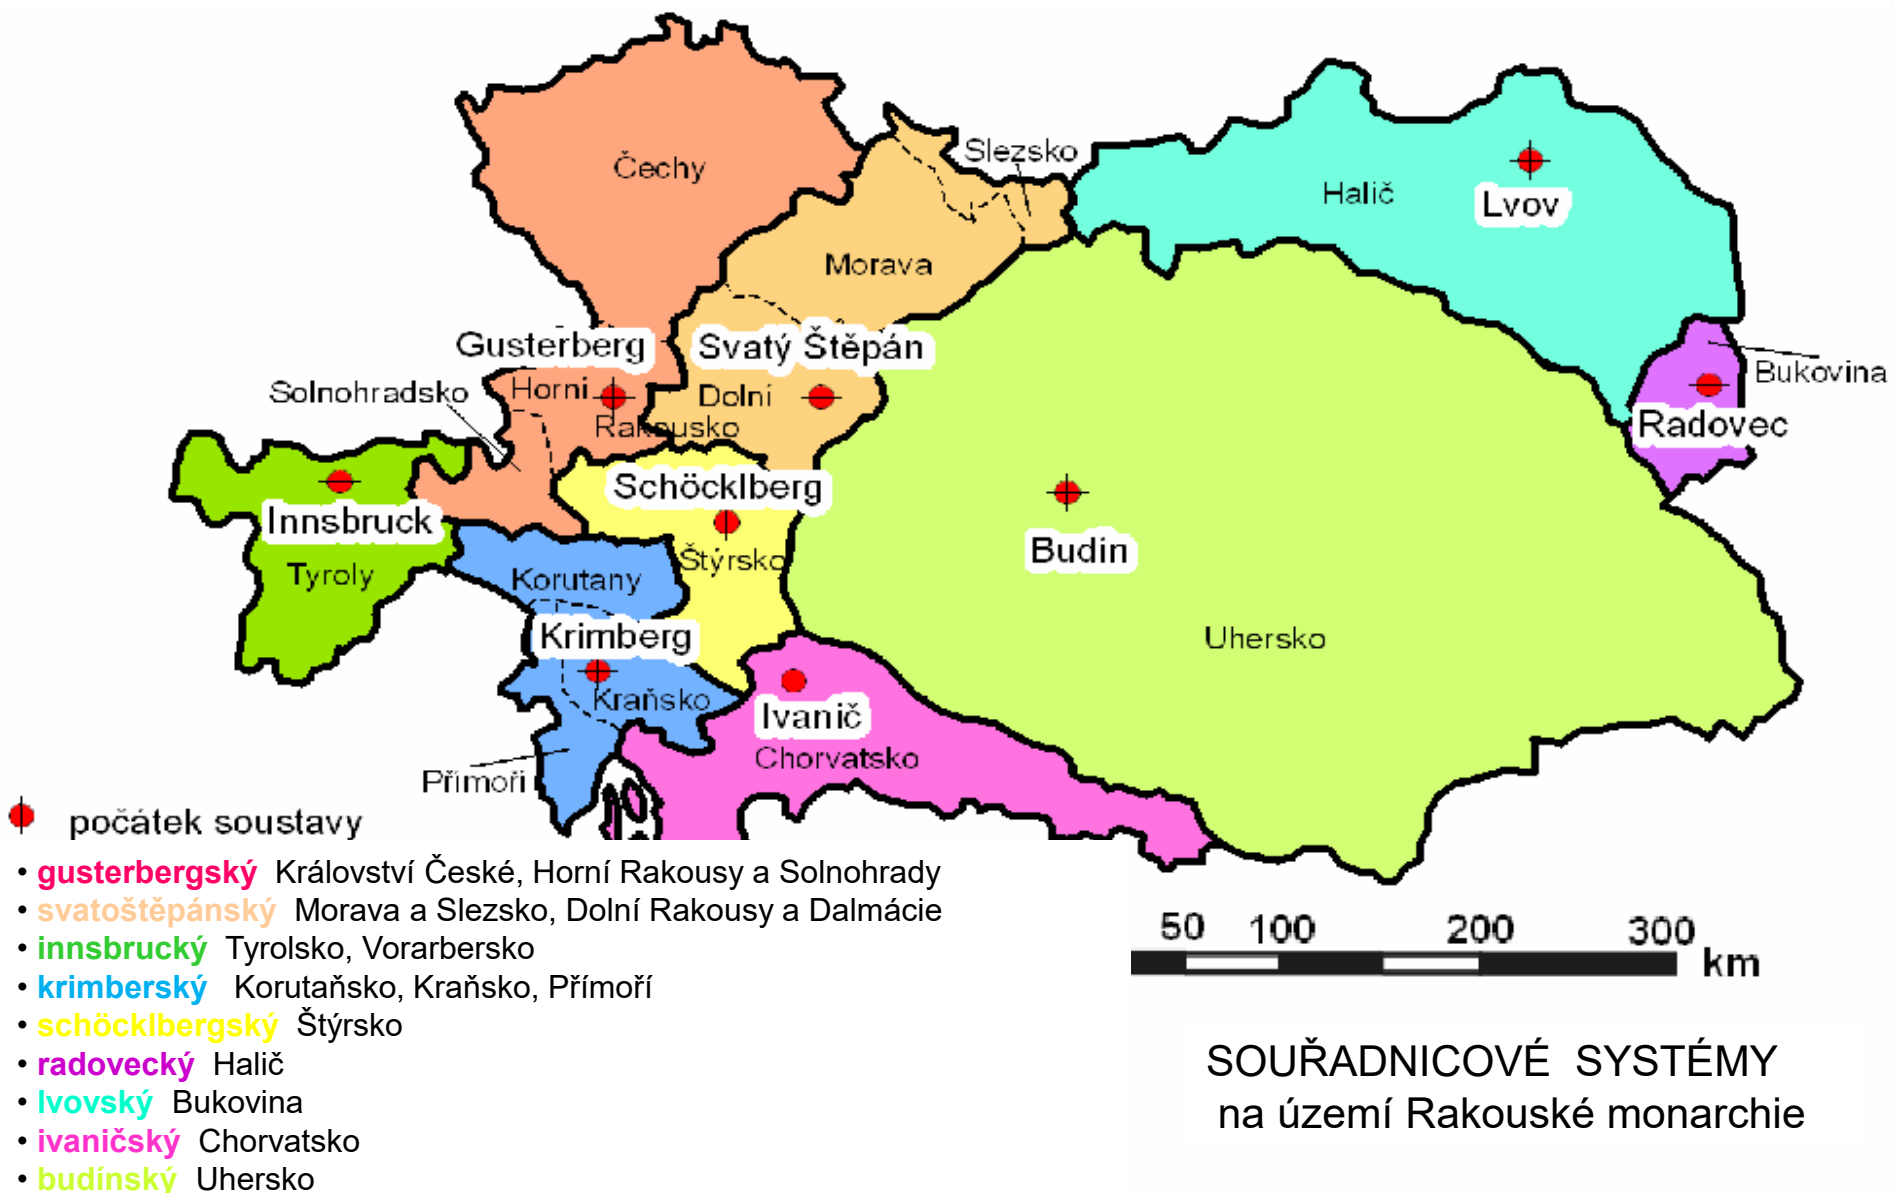 Čechy
Slezsko
Halič
Lvov
Morava
Gusterberg
Svatý Štěpán
Bukovina
Solnohradsko
Horní
Dolní
Radovec
Rakousko
Schöcklberg
Innsbruck
Budín
Štýrsko
Tyroly
Korutany
Krimberg
Uhersko
Kraňsko
Ivanič
Chorvatsko
Přímoří
počátek soustavy
• gusterbergský Království České, Horní Rakousy a Solnohrady
• svatoštěpánský Morava a Slezsko, Dolní Rakousy a Dalmácie
• innsbrucký Tyrolsko, Vorarbersko
• krimberský Korutaňsko, Kraňsko, Přímoří
• schöcklbergský Štýrsko
• radovecký Halič
• lvovský Bukovina
• ivaničský Chorvatsko
• budínský Uhersko
50 100 200 300
km
SOUŘADNICOVÉ SYSTÉMY
na území Rakouské monarchie